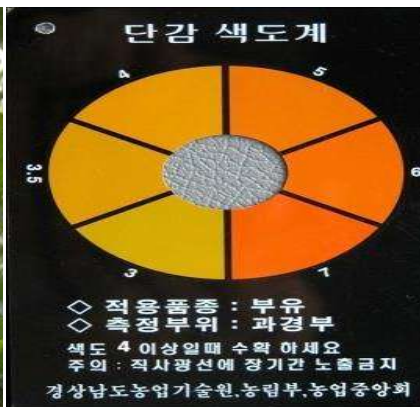 단감 색도계
4
5
3.5
6
3
7
◇ 적용품종 : 부유
◇ 측정부위 : 과경부
색도 4 이상일때 수확 하세요
주의 : 직사광선에 장기간 노출금지
경상남도농업기술원,농림부,농업중앙회